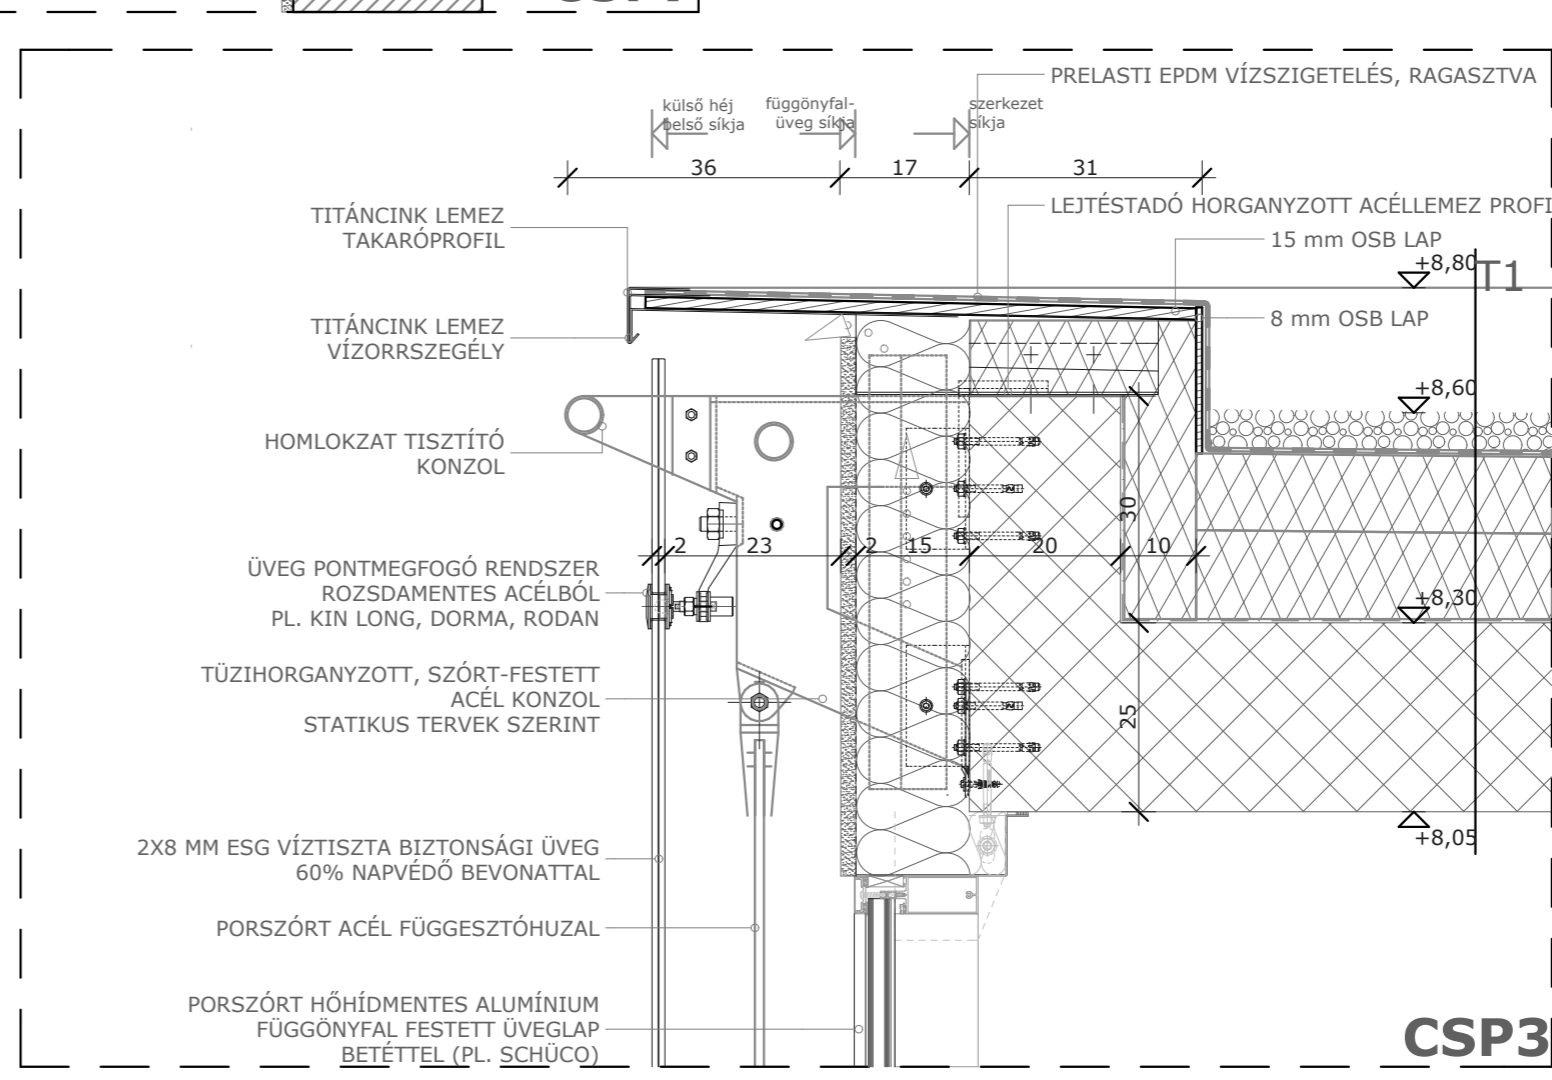 PRELASTI EPDM VÍZSZIGETELÉS, RAGASZTVA
külső héj
belső síkja
függönyfal-
üveg síkja
szerkezet
síkja
36
17
31
TITÁNCINK LEMEZ
TAKARÓPROFIL
LEJTÉSTADÓ HORGANYZOTT ACÉLLEMEZ PROFI
15 mm OSB LAP
+8,80
T1
TITÁNCINK LEMEZ
VÍZORRSZEGÉLY
8 mm OSB LAP
+8,60
HOMLOKZAT TISZTÍTÓ
KONZOL
30
2
23
2
15
20
10
ÜVEG PONTMEGFOGÓ RENDSZER
ROZSDAMENTES ACÉLBÓL
PL. KIN LONG, DORMA, RODAN
+8,30
TÜZIHORGANYZOTT, SZÓRT-FESTETT
ACÉL KONZOL
STATIKUS TERVEK SZERINT
25
+8,05
2X8 MM ESG VÍZTISZTA BIZTONSÁGI ÜVEG
60% NAPVÉDŐ BEVONATTAL
PORSZÓRT ACÉL FÜGGESZTŐHUZAL
PORSZÓRT HŐHÍDMENTES ALUMÍNIUM
FÜGGÖNYFAL FESTETT ÜVEGLAP
BETÉTTEL (PL. SCHÜCO)
CSP3